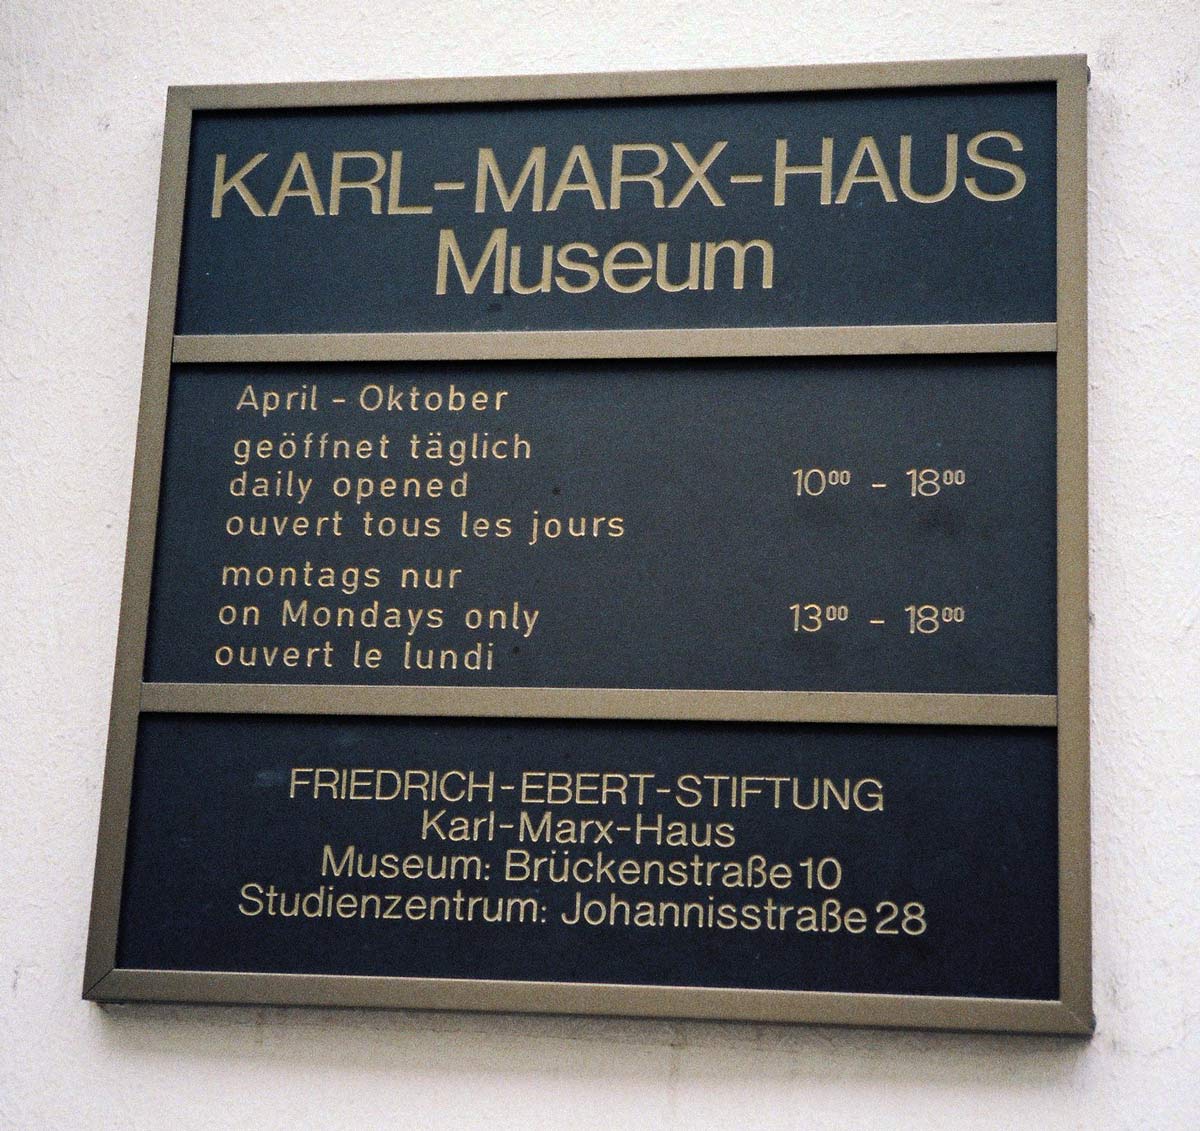 KARL-MARX-HAUS
Museum
April - Oktober
geöffnet täglich
daily opened 10⁰⁰ - 18⁰⁰
ouvert tous les jours
montags nur
on Mondays only 13⁰⁰ - 18⁰⁰
ouvert le lundi
FRIEDRICH-EBERT-STIFTUNG
Karl-Marx-Haus
Museum: Brückenstraße 10
Studienzentrum: Johannisstraße 28